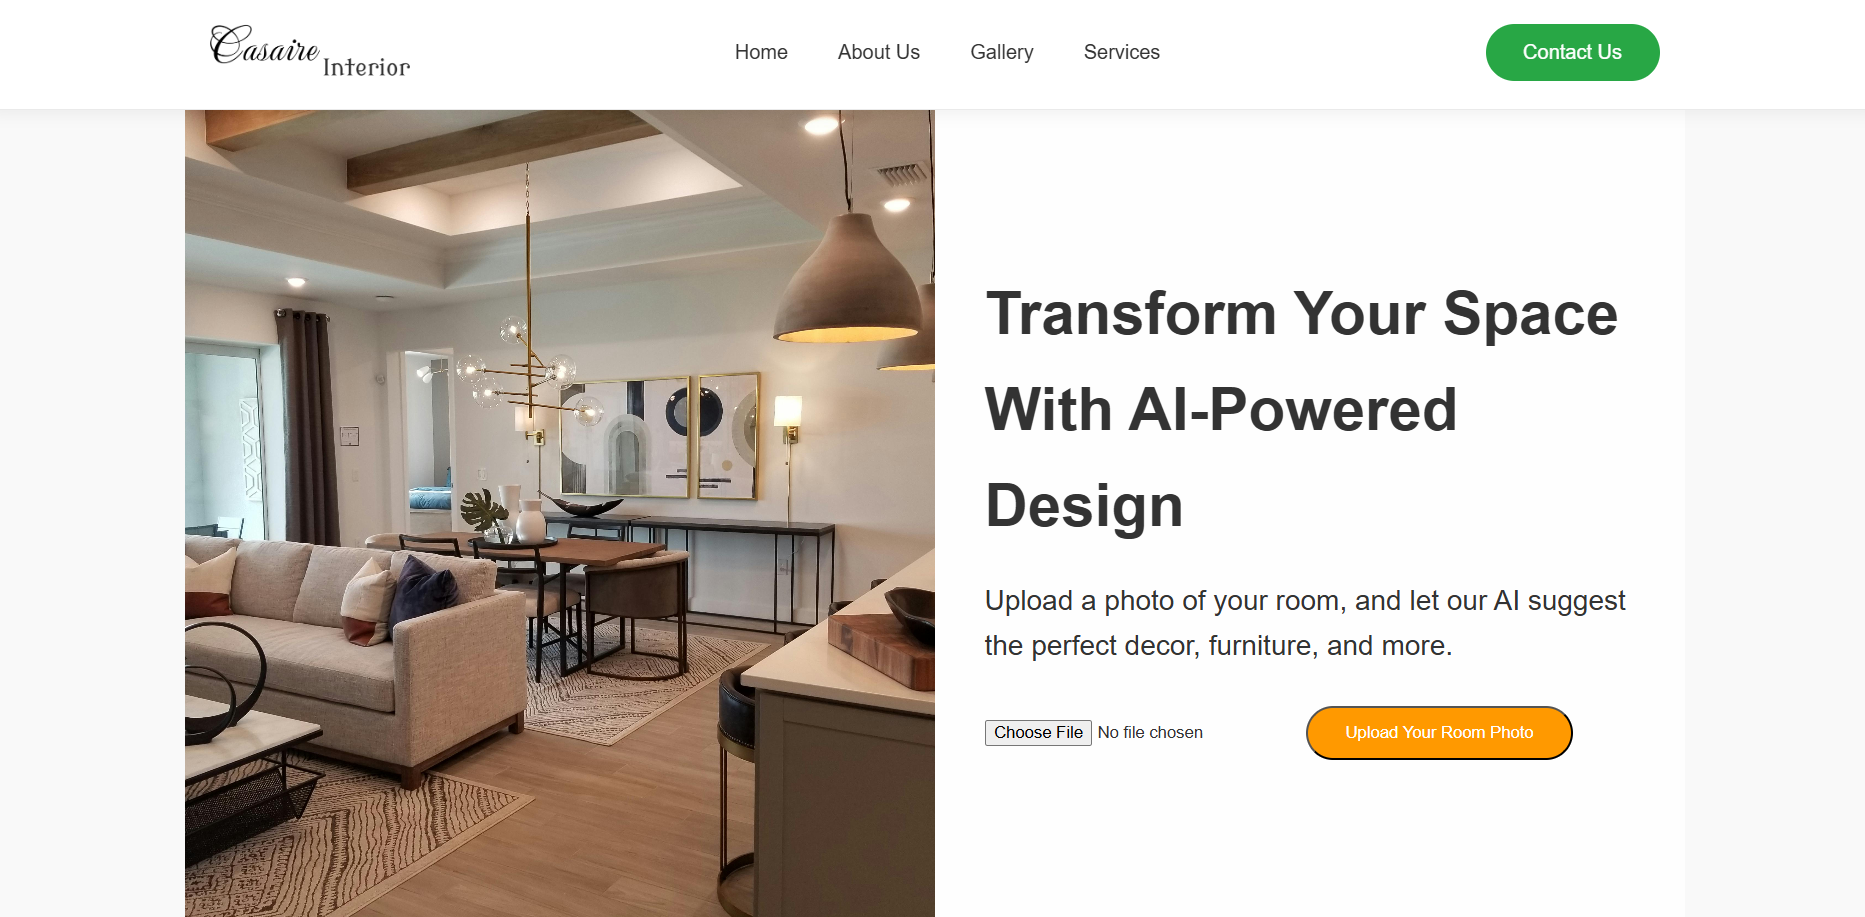 Casaire Interior
Home About Us Gallery Services
Contact Us
Transform Your Space
With AI-Powered
Design
Upload a photo of your room, and let our AI suggest
the perfect decor, furniture, and more.
Choose File No file chosen
Upload Your Room Photo